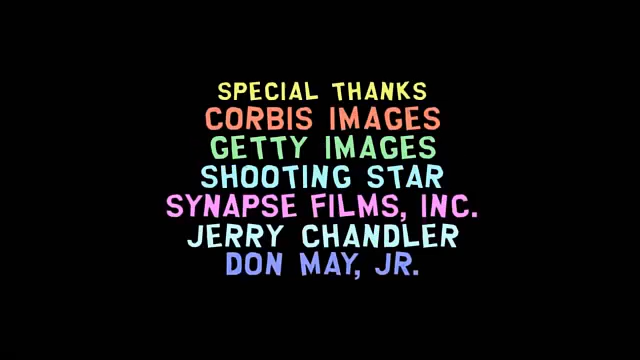 SPECIAL THANKS
CORBIS IMAGES
GETTY IMAGES
SHOOTING STAR
SYNAPSE FILMS, INC.
JERRY CHANDLER
DON MAY, JR.